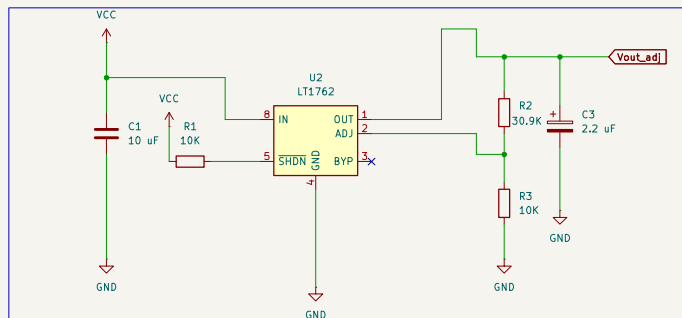 VCC
U2
LT1762
VCC
C1
10 uF
R1
10K
8
IN
OUT
1
ADJ
2
5
SHDN
GND
BYP
3
4
R2
30.9K
C3
2.2 uF
+
Vout_adj
R3
10K
GND
GND
GND
GND